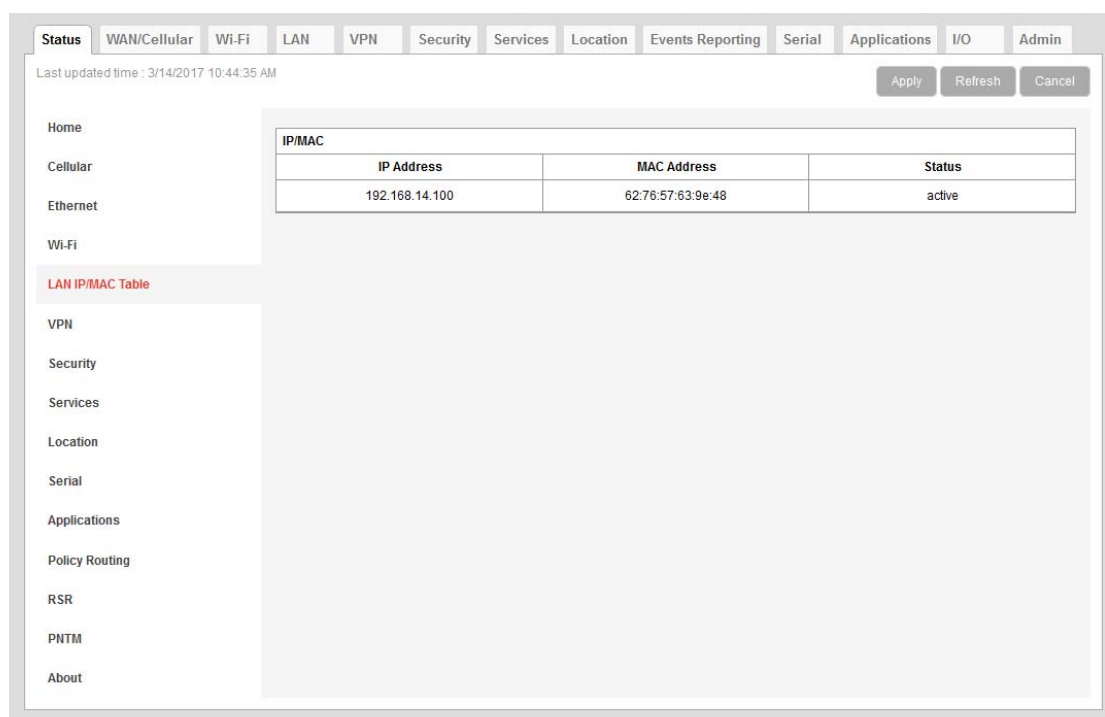 Status WAN/Cellular Wi-Fi LAN VPN Security Services Location Events Reporting Serial Applications I/O Admin
Last updated time : 3/14/2017 10:44:35 AM
Apply Refresh Cancel
Home
Cellular
Ethernet
Wi-Fi
LAN IP/MAC Table
VPN
Security
Services
Location
Serial
Applications
Policy Routing
RSR
PNTM
About
IP/MAC
IP Address MAC Address Status
192.168.14.100 62:76:57:63:9e:48 active